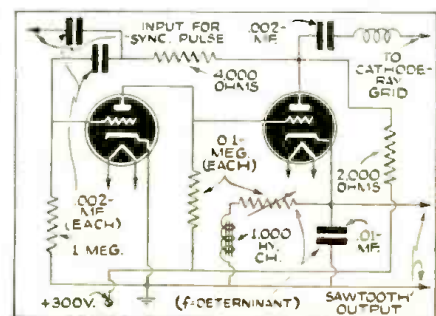 INPUT FOR
SYNC. PULSE
.002-
MF.
TO
CATHODE-
RAY
GRID
4,000
OHMS
0.1-
MEG.
(EACH)
2,000
OHMS
.002-
MF.
(EACH)
1 MEG.
1,000
HY.
CH.
.01-
MF.
+300V.
(f=DETERMINANT)
SAWTOOTH
OUTPUT